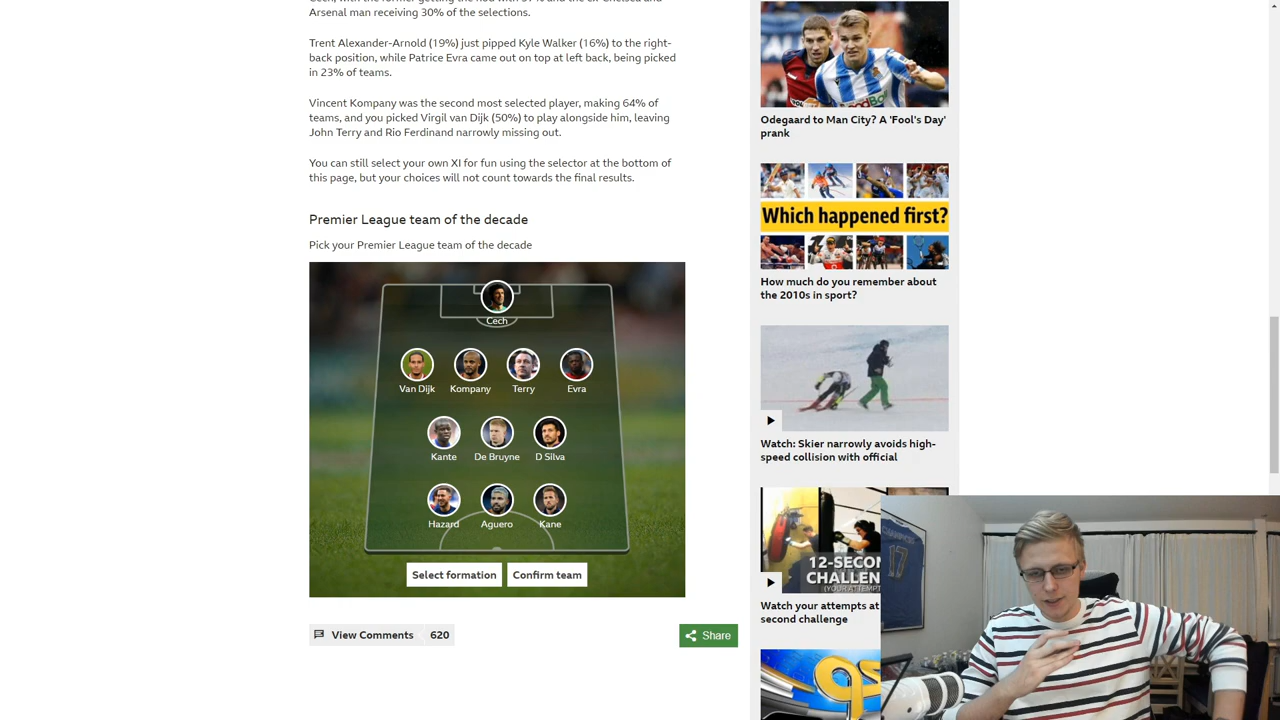 Arsenal man receiving 30% of the selections.
Trent Alexander-Arnold (19%) just pipped Kyle Walker (16%) to the right-
back position, while Patrice Evra came out on top at left back, being picked
in 23% of teams.
Vincent Kompany was the second most selected player, making 64% of
teams, and you picked Virgil van Dijk (50%) to play alongside him, leaving
John Terry and Rio Ferdinand narrowly missing out.
You can still select your own XI for fun using the selector at the bottom of
this page, but your choices will not count towards the final results.
Premier League team of the decade
Pick your Premier League team of the decade
Cech
Van Dijk Kompany Terry Evra
Kante De Bruyne D Silva
Hazard Aguero Kane
Select formation Confirm team
View Comments 620
Share
Odegaard to Man City? A 'Fool's Day'
prank
Which happened first?
How much do you remember about
the 2010s in sport?
Watch: Skier narrowly avoids high-
speed collision with official
12-SECON
CHALLEN
(YOUR ATTEMPT
Watch your attempts at
second challenge
17